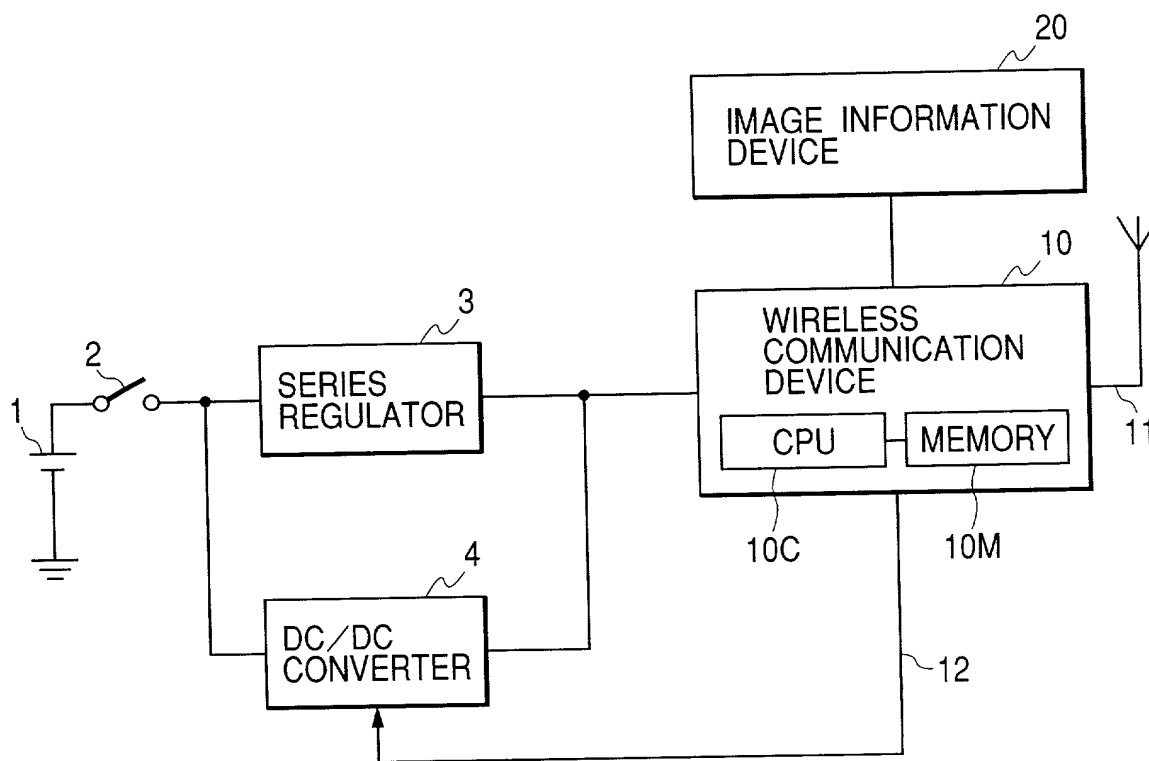 20
IMAGE INFORMATION
DEVICE
10
WIRELESS
COMMUNICATION
DEVICE
CPU
MEMORY
11
10C
10M
3
SERIES
REGULATOR
2
1
4
DC/DC
CONVERTER
12